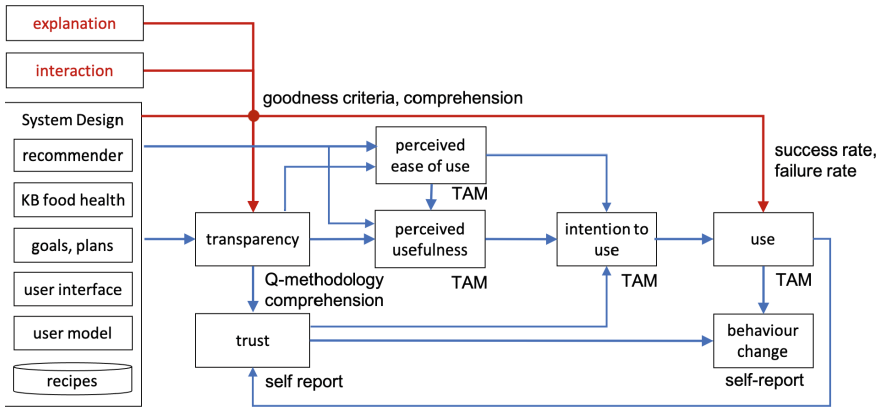 explanation
interaction
goodness criteria, comprehension
System Design
recommender
KB food health
goals, plans
user interface
user model
recipes
perceived
ease of use
TAM
success rate,
failure rate
transparency
perceived
usefulness
TAM
intention to
use
TAM
use
TAM
Q-methodology
comprehension
trust
self report
behaviour
change
self-report